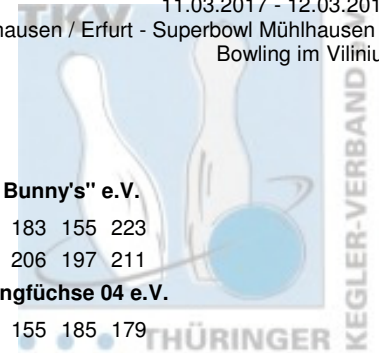 11.03.2017 - 12.03.201
hausen / Erfurt - Superbowl Mühlhausen
Bowling im Viliniu
TKV
Bunny's" e.V.
183 155 223
206 197 211
ngfüchse 04 e.V.
155 185 179
THÜRINGER
KEGLER-VERBAND e.V.